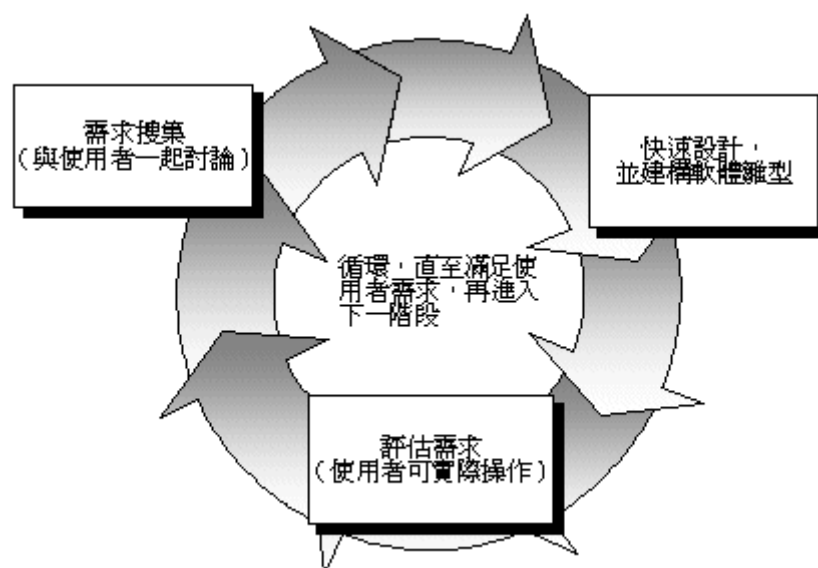 需求搜集
（與使用者一起討論）
快速設計，
並建構軟體雛型
循環，直至滿足使
用者需求，再進入
下一階段
評估需求
（使用者可實際操作）